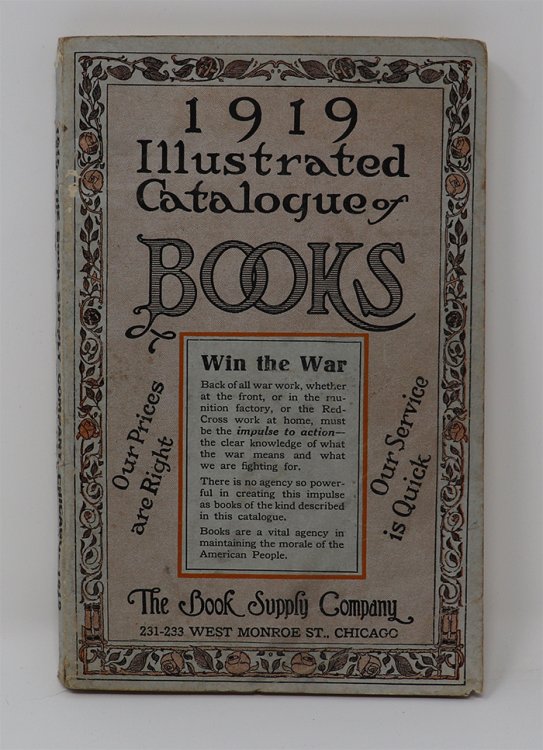 1919
Illustrated
Catalogue of
BOOKS
Win the War
Back of all war work, whether
at the front, or in the mu-
nition factory, or the Red-
Cross work at home, must
be the impulse to action—
the clear knowledge of what
the war means and what
we are fighting for.
There is no agency so power-
ful in creating this impulse
as books of the kind described
in this catalogue.
Books are a vital agency in
maintaining the morale of the
American People.
Our Prices
are Right
Our Service
is Quick
The Book Supply Company
231-233 WEST MONROE ST., CHICAGO